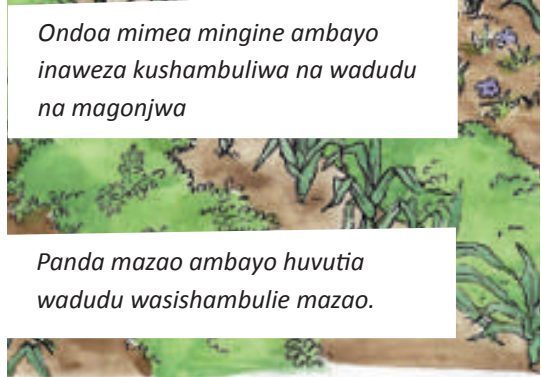 Ondoa mimea mingine ambayo
inaweza kushambuliwa na wadudu
na magonjwa
Panda mazao ambayo huvutia
wadudu wasishambulie mazao.